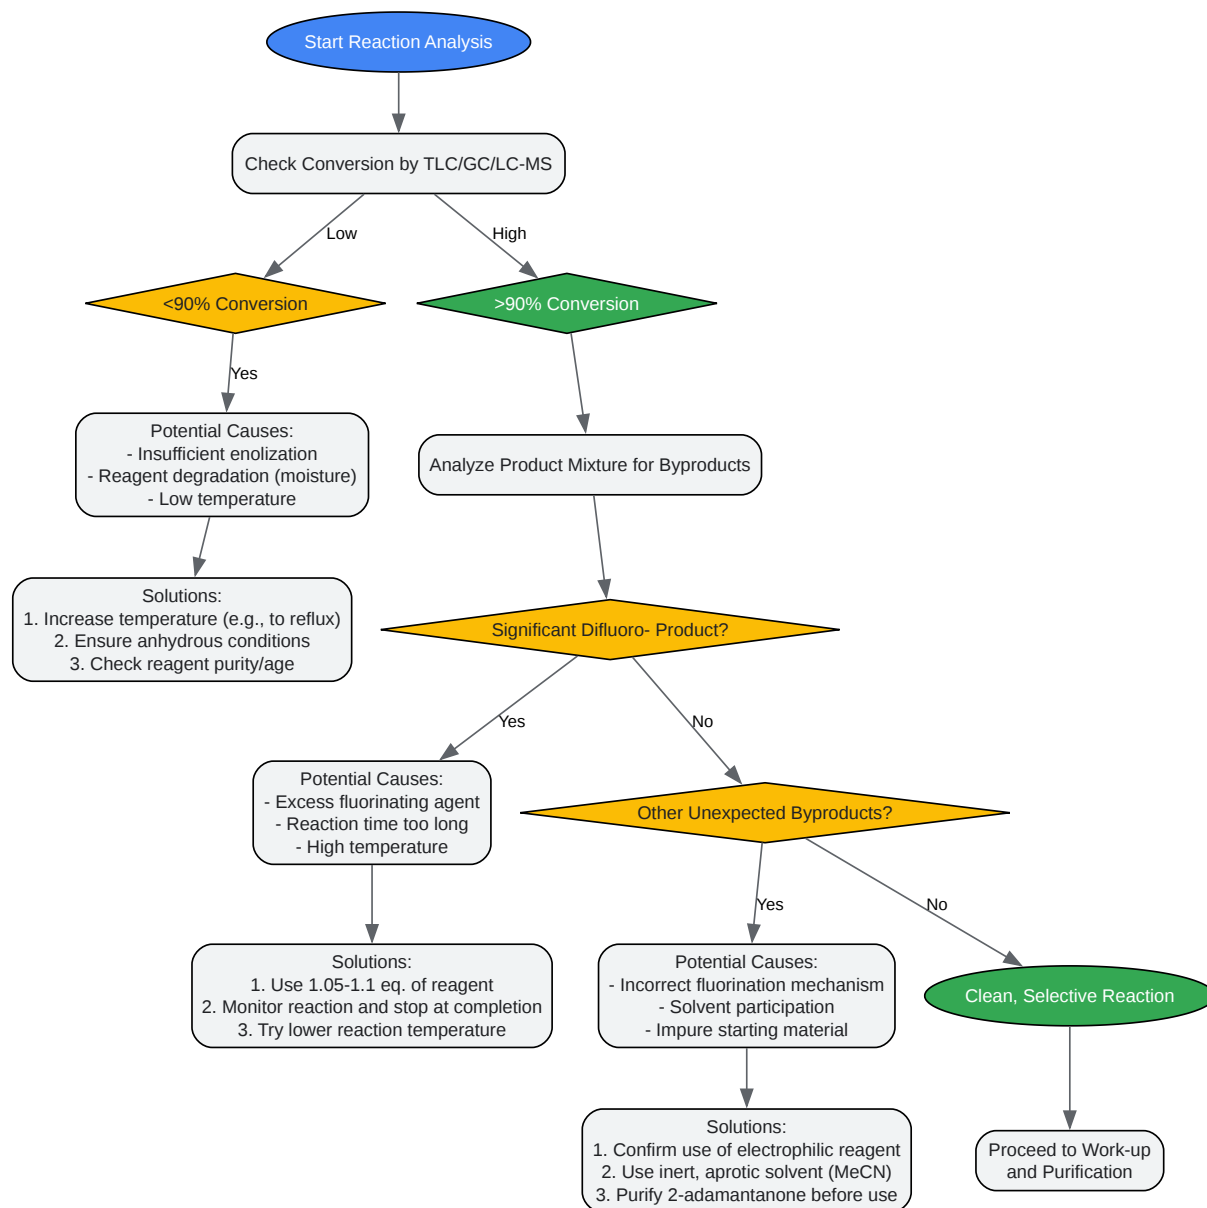 Start Reaction Analysis
Check Conversion by TLC/GC/LC-MS
Low
High
<90% Conversion
>90% Conversion
Yes
Potential Causes:
- Insufficient enolization
- Reagent degradation (moisture)
- Low temperature
Analyze Product Mixture for Byproducts
Solutions:
1. Increase temperature (e.g., to reflux)
2. Ensure anhydrous conditions
3. Check reagent purity/age
Significant Difluoro- Product?
Yes
No
Potential Causes:
- Excess fluorinating agent
- Reaction time too long
- High temperature
Other Unexpected Byproducts?
Yes
No
Solutions:
1. Use 1.05-1.1 eq. of reagent
2. Monitor reaction and stop at completion
3. Try lower reaction temperature
Potential Causes:
- Incorrect fluorination mechanism
- Solvent participation
- Impure starting material
Clean, Selective Reaction
Solutions:
1. Confirm use of electrophilic reagent
2. Use inert, aprotic solvent (MeCN)
3. Purify 2-adamantanone before use
Proceed to Work-up
and Purification